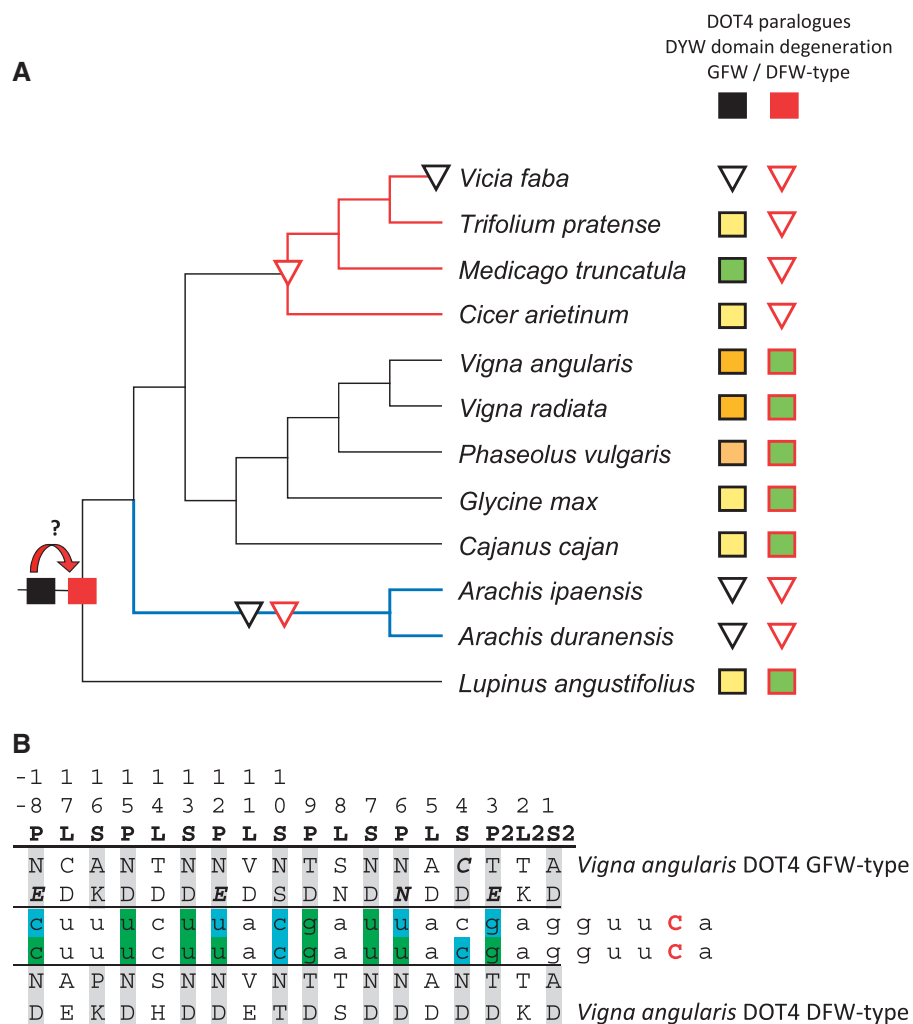 DOT4 paralogues
DYW domain degeneration
GFW / DFW-type
A
Vicia faba
Trifolium pratense
Medicago truncatula
Cicer arietinum
Vigna angularis
Vigna radiata
Phaseolus vulgaris
Glycine max
Cajanus cajan
?
Arachis ipaensis
Arachis duranensis
Lupinus angustifolius
B
-1 1 1 1 1 1 1 1 1
-8 7 6 5 4 3 2 1 0 9 8 7 6 5 4 3 2 1
P L S P L S P L S P L S P L S P2L2S2
N C A N T N N V N T S N N A C T T A Vigna angularis DOT4 GFW-type
E D K D D D E D S D N D N D D E K D
c u u u c u u a c g a u u a c g a g g u u c a
c u u u c u u a c g a u u a c g a g g u u c a
N A P N S N N V N T T N N A N T T A
D E K D H D D E T D S D D D D D K D Vigna angularis DOT4 DFW-type